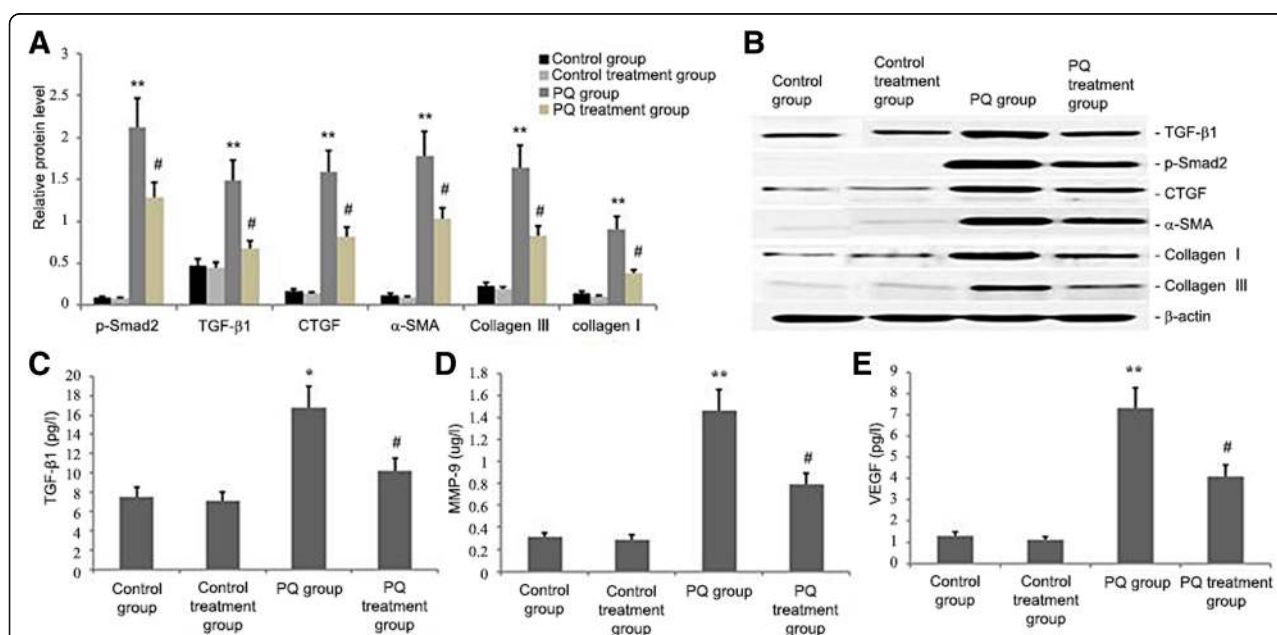 A
3
2.5
2
1.5
1
0.5
0
Relative protein level
Control group
Control treatment group
PQ group
PQ treatment group
**
#
**
#
**
#
**
#
**
#
**
#
p-Smad2
TGF-β1
CTGF
α-SMA
Collagen III
collagen I
B
Control
group
Control
treatment
group
PQ group
PQ
treatment
group
- TGF-β1
- p-Smad2
- CTGF
- α-SMA
- Collagen I
- Collagen III
- β-actin
C
20
18
16
14
12
10
8
6
4
2
0
TGF-β1 (pg/l)
*
#
Control
group
Control
treatment
group
PQ group
PQ
treatment
group
D
1.8
1.6
1.4
1.2
1
0.8
0.6
0.4
0.2
0
MMP-9 (ug/l)
**
#
Control
group
Control
treatment
group
PQ group
PQ
treatment
group
E
9
8
7
6
5
4
3
2
1
0
VEGF (pg/l)
**
#
Control
group
Control
treatment
group
PQ group
PQ treatment
group